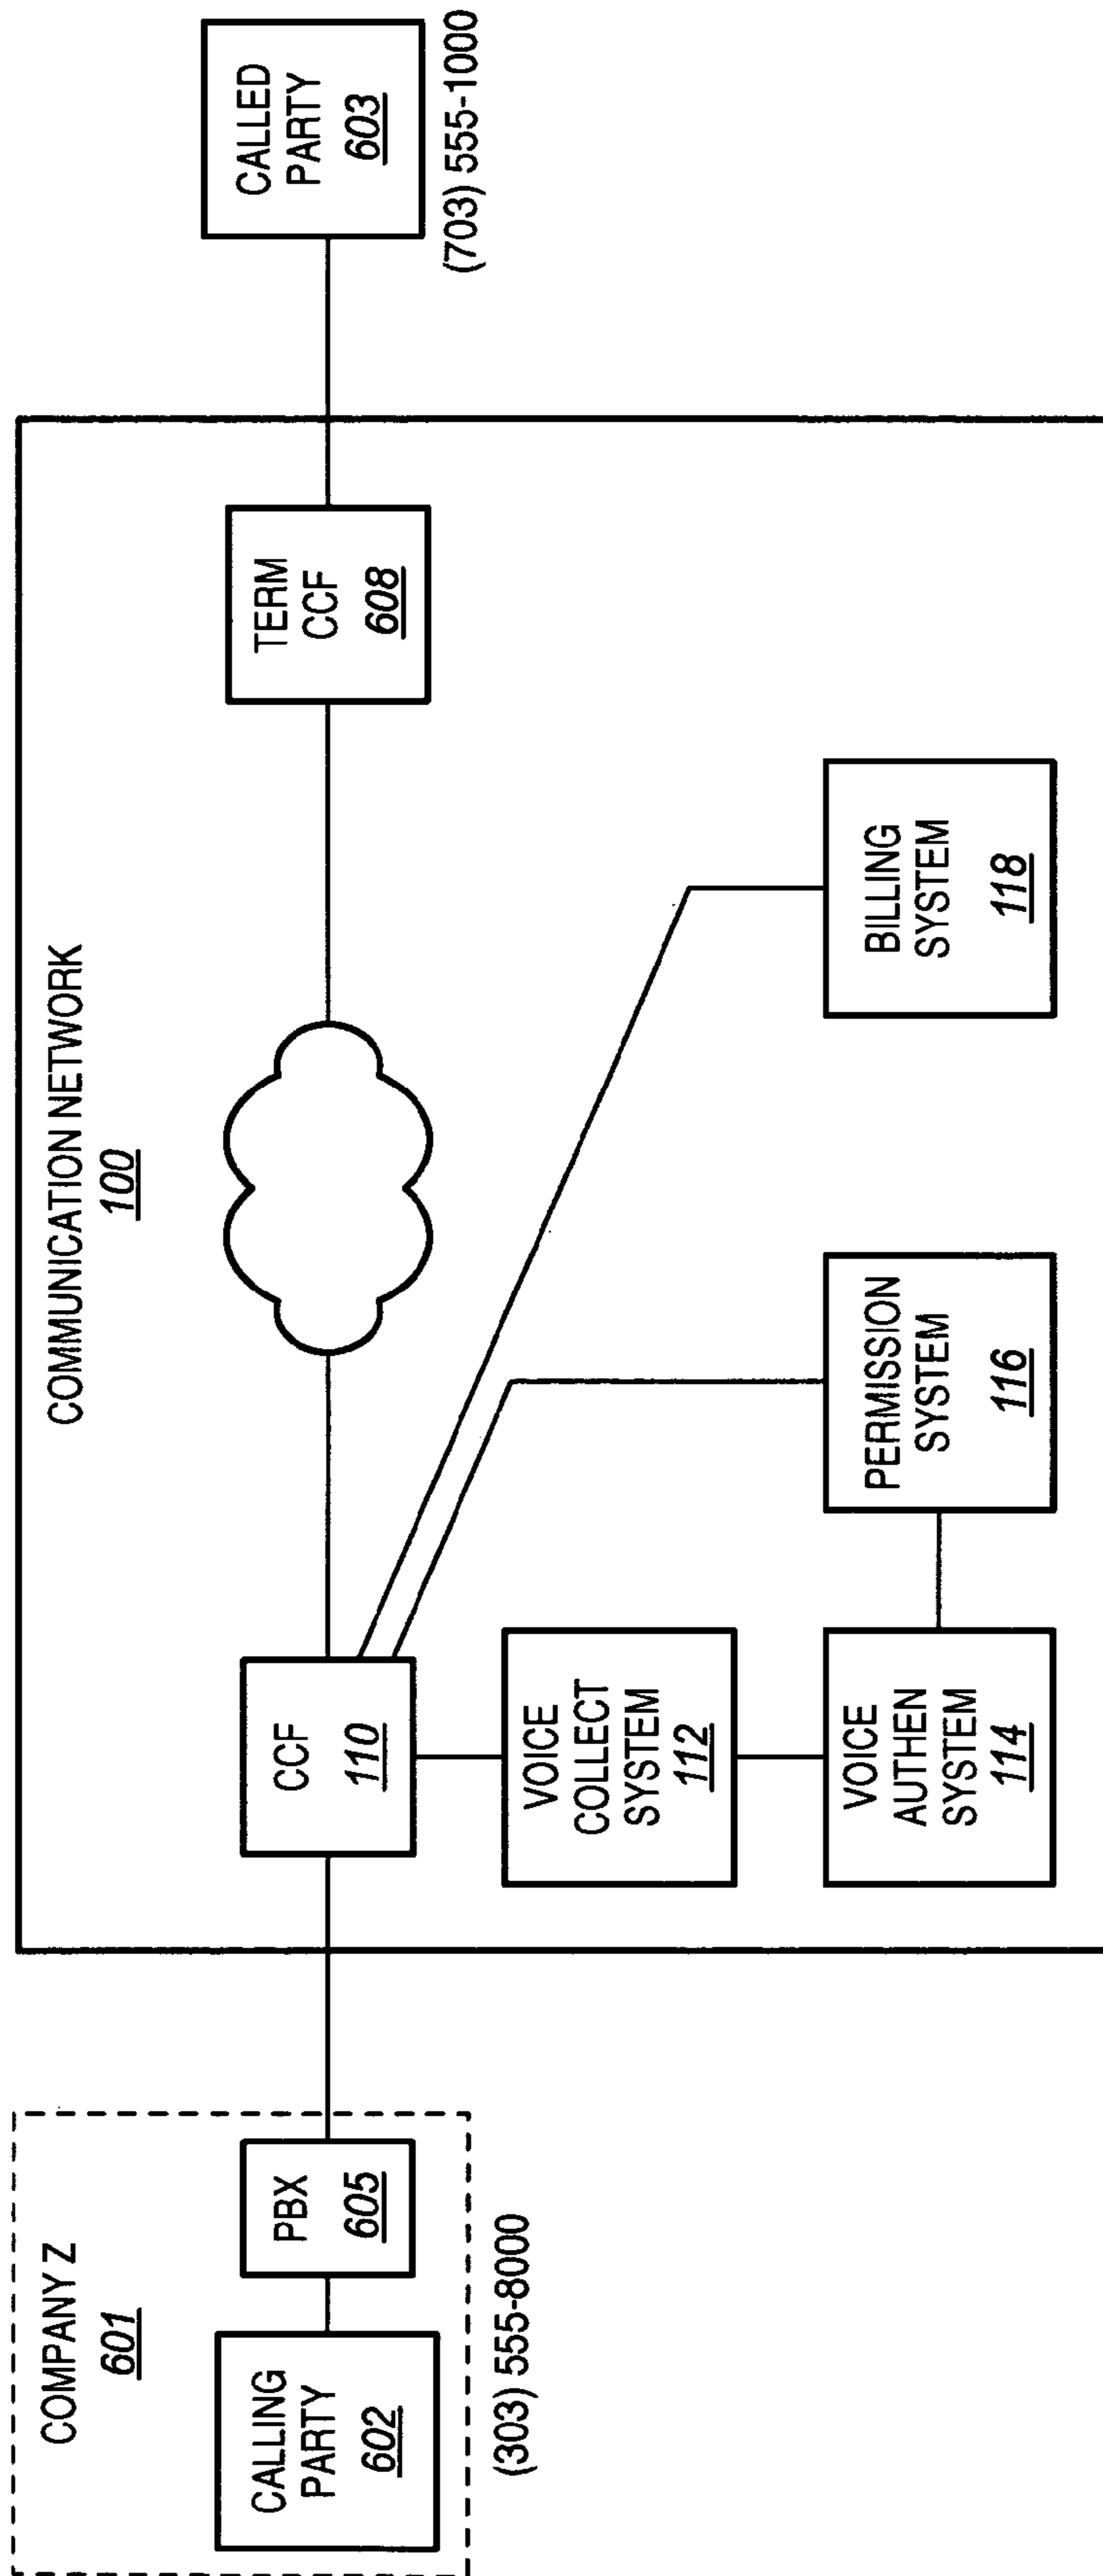 COMPANY Z
601
CALLING
PARTY
602
PBX
605
(303) 555-8000
COMMUNICATION NETWORK
100
CCF
110
VOICE
COLLECT
SYSTEM
112
VOICE
AUTHEN
SYSTEM
114
PERMISSION
SYSTEM
116
BILLING
SYSTEM
118
TERM
CCF
608
CALLED
PARTY
603
(703) 555-1000